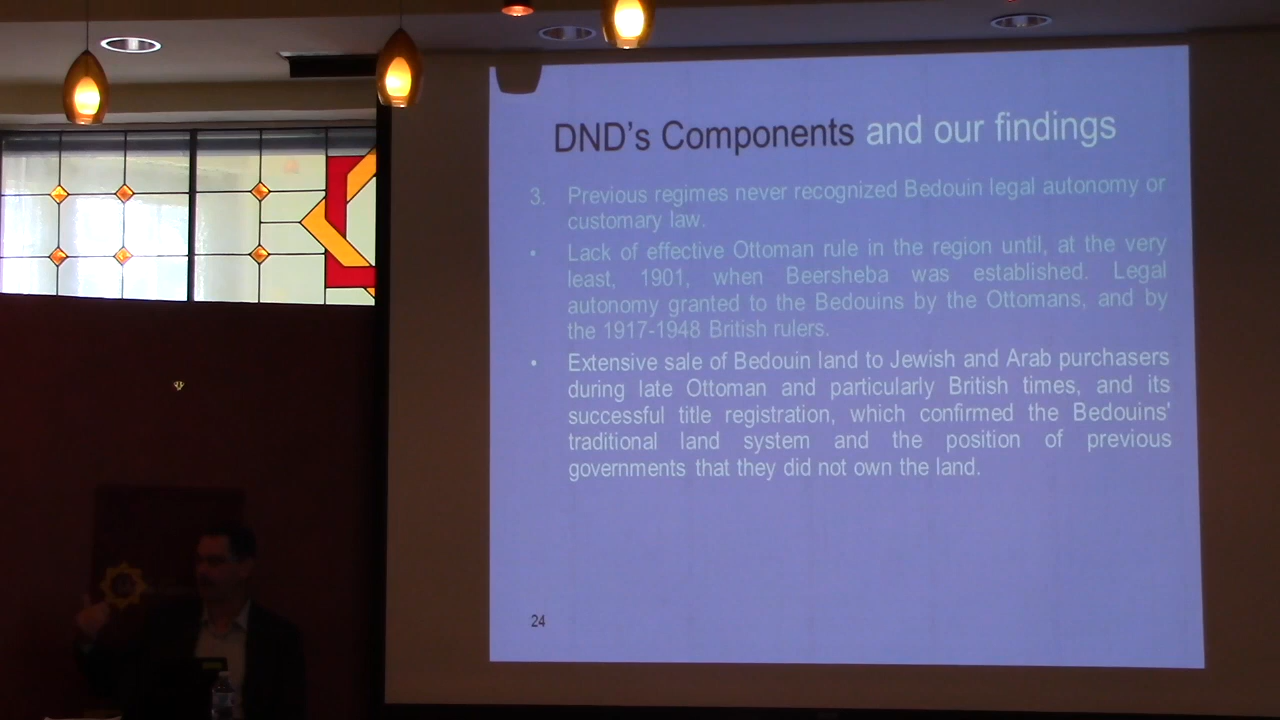 DND's Components and our findings
3. Previous regimes never recognized Bedouin legal autonomy or
customary law.
• Lack of effective Ottoman rule in the region until, at the very
least, 1901, when Beersheba was established. Legal
autonomy granted to the Bedouins by the Ottomans, and by
the 1917-1948 British rulers.
• Extensive sale of Bedouin land to Jewish and Arab purchasers
during late Ottoman and particularly British times, and its
successful title registration, which confirmed the Bedouins'
traditional land system and the position of previous
governments that they did not own the land.
24